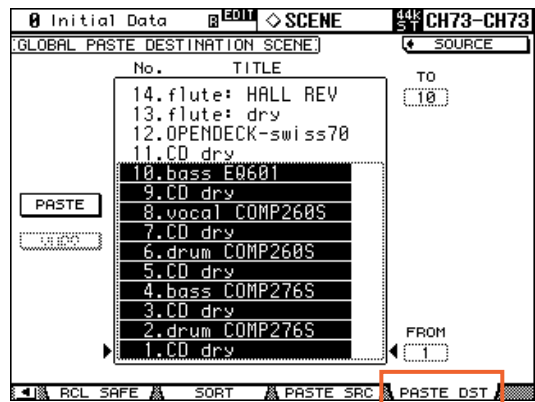 0 Initial Data R EDIT ◇SCENE 44k ST CH73-CH73
GLOBAL PASTE DESTINATION SCENE
SOURCE
No. TITLE
TO
10
14.flute: HALL REV
13.flute: dry
12.OPENDECK-swiss70
11.CD dry
10.bass EQ601
9.CD dry
8.vocal COMP260S
7.CD dry
6.drum COMP260S
5.CD dry
4.bass COMP276S
3.CD dry
2.drum COMP276S
1.CD dry
PASTE
UNDO
FROM
1
RCL SAFE SORT PASTE SRC PASTE DST